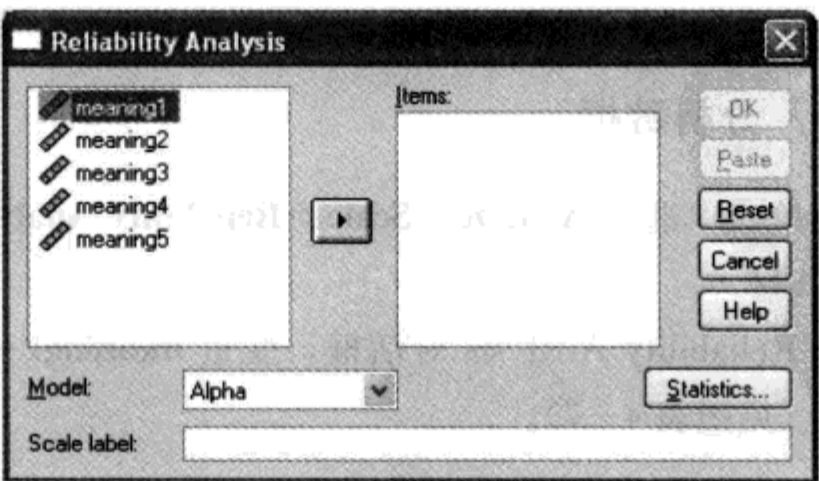 Reliability Analysis
meaning1
meaning2
meaning3
meaning4
meaning5
Items:
OK
Paste
Reset
Cancel
Help
Model:
Alpha
Statistics...
Scale label: